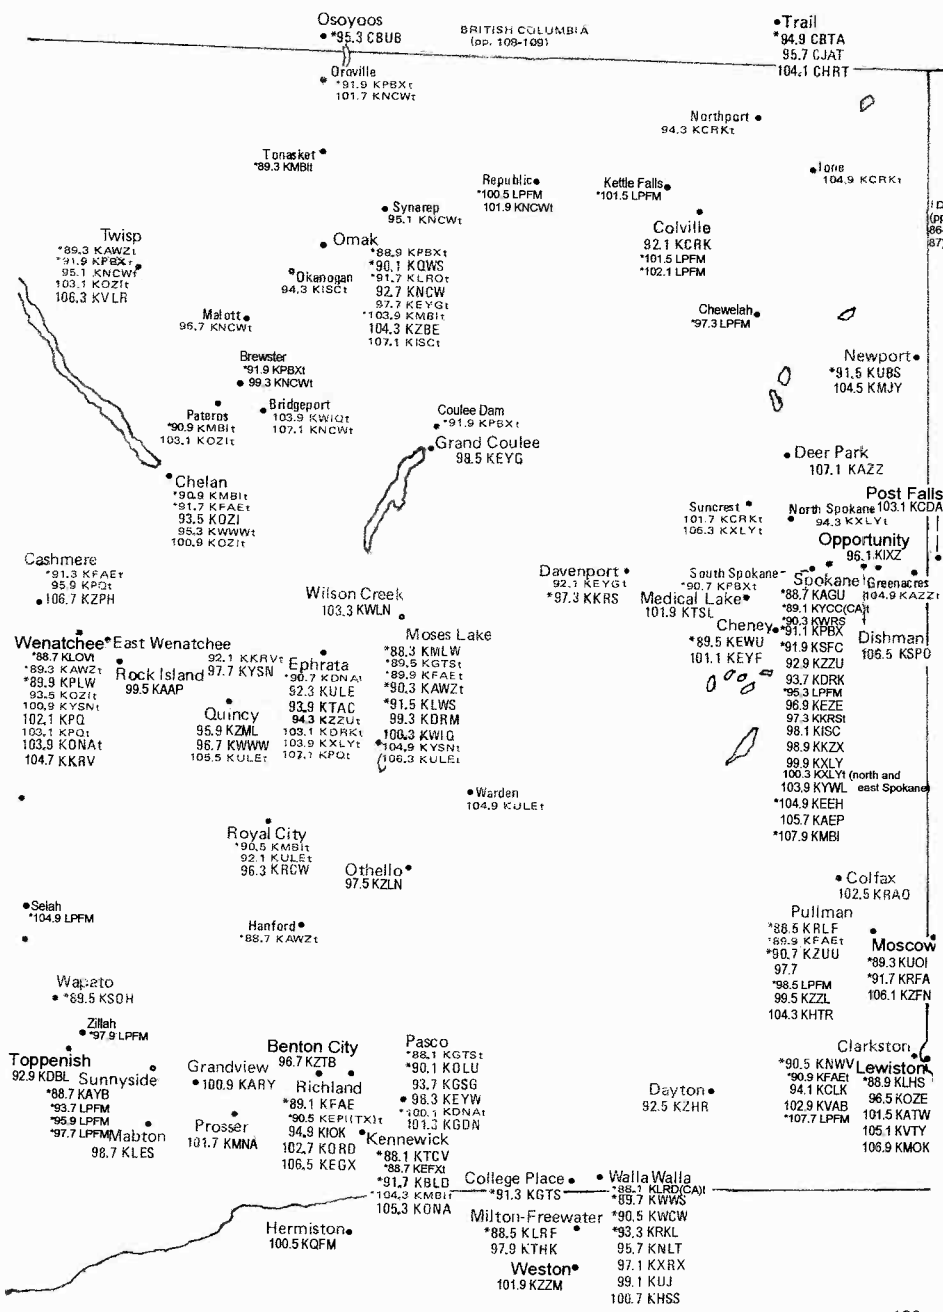 Osoyoos
*95.3 CBUB
BRITISH COLUMBIA
(pp. 108-109)
Trail
*94.9 CBTA
95.7 CJAT
104.1 CHRT
Oroville
*91.9 KPBXt
101.7 KNCWt
Northport
94.3 KCRKt
Tonasket
*89.3 KMBIt
Republic
*100.5 LPFM
101.9 KNCWt
Kettle Falls
*101.5 LPFM
Ione
104.9 KCRKt
Synarep
95.1 KNCWt
Colville
92.1 KCRK
*101.5 LPFM
*102.1 LPFM
(pp
86-
87)
Twisp
*89.3 KAWZt
*91.9 KPBXt
95.1 KNCWt
103.1 KOZIt
106.3 KVLR
Omak
*88.9 KPBXt
*90.1 KQWS
*91.7 KLROt
92.7 KNCW
97.7 KEYGt
*103.9 KMBIt
104.3 KZBE
107.1 KISCt
Okanogan
94.3 KISCt
Malott
96.7 KNCWt
Chewelah
*97.3 LPFM
Brewster
*91.9 KPBXt
99.3 KNCWt
Newport
*91.5 KUBS
104.5 KMJY
Pateros
*90.9 KMBIt
103.1 KOZIt
Bridgeport
103.9 KWIQt
107.1 KNCWt
Coulee Dam
*91.9 KPBXt
Grand Coulee
98.5 KEYG
Deer Park
107.1 KAZZ
Chelan
*90.9 KMBIt
*91.7 KFAEt
93.5 KOZI
95.3 KWWWt
100.9 KOZIt
Suncrest
101.7 KCRKt
106.3 KXLYt
North Spokane
94.3 KXLYt
Post Falls
103.1 KCDA
Opportunity
96.1 KIXZ
Cashmere
*91.3 KFAEt
95.9 KPQt
106.7 KZPH
Wilson Creek
103.3 KWLN
Davenport
92.1 KEYGt
*97.3 KKRS
South Spokane
*90.7 KPBXt
Medical Lake
101.9 KTSL
Greenacres
104.9 KAZZt
Dishman
106.5 KSPO
Cheney
*89.5 KEWU
101.1 KEYF
Spokane
*88.7 KAGU
*89.1 KYCC(CA)t
*90.3 KWRS
*91.1 KPBX
*91.9 KSFC
92.9 KZZU
93.7 KDRK
*95.3 LPFM
96.9 KEZE
97.3 KKRSt
98.1 KISC
98.9 KKZX
99.9 KXLY
100.3 KXLYt (north and
103.9 KYWL east Spokane)
*104.9 KEEH
105.7 KAEP
*107.9 KMBI
Wenatchee
*88.7 KLOVt
*89.3 KAWZt
*89.9 KPLW
93.5 KOZIt
100.9 KYSNt
102.1 KPQ
103.1 KPQt
103.9 KONAt
104.7 KKRV
East Wenatchee
92.1 KKRVt
97.7 KYSN
Rock Island
99.5 KAAP
Quincy
95.9 KZML
96.7 KWWW
105.5 KULEt
Ephrata
*90.7 KDNAt
92.3 KULE
93.9 KTAC
94.3 KZZUt
103.1 KDRKt
103.9 KXLYt
107.1 KPQt
Moses Lake
*88.3 KMLW
*89.5 KGTSt
*89.9 KFAEt
*90.3 KAWZt
*91.5 KLWS
99.3 KDRM
100.3 KWIQ
*104.9 KYSNt
106.3 KULEt
Warden
104.9 KULEt
Royal City
*90.5 KMBIt
92.1 KULEt
96.3 KRCW
Othello
97.5 KZLN
Colfax
102.5 KRAO
Selah
*104.9 LPFM
Hanford
*88.7 KAWZt
Pullman
*88.5 KRLF
*89.9 KFAEt
*90.7 KZUU
97.7
*98.5 LPFM
99.5 KZZL
104.3 KHTR
Moscow
*89.3 KUOI
*91.7 KRFA
106.1 KZFN
Wapato
*89.5 KSOH
Zillah
*97.9 LPFM
Toppenish
92.9 KDBL
Sunnyside
*88.7 KAYB
*93.7 LPFM
*95.9 LPFM
*97.7 LPFM
Mabton
98.7 KLES
Grandview
100.9 KARY
Prosser
101.7 KMNA
Benton City
96.7 KZTB
Richland
*89.1 KFAE
*90.5 KEPI(TX)t
94.9 KIOK
102.7 KORD
106.5 KEGX
Pasco
*88.1 KGTSt
*90.1 KOLU
93.7 KGSG
98.3 KEYW
*100.1 KDNAt
101.3 KGDN
Kennewick
*88.1 KTCV
*88.7 KEFXt
*91.7 KBLD
*104.3 KMBIt
105.3 KONA
Dayton
92.5 KZHR
Clarkston
*90.5 KNWV
*90.9 KFAEt
94.1 KCLK
102.9 KVAB
*107.7 LPFM
Lewiston
*88.9 KLHS
96.5 KOZE
101.5 KATW
105.1 KVTY
106.9 KMOK
College Place
*91.3 KGTS
Walla Walla
*88.1 KLRD(CA)t
*89.7 KWWS
*90.5 KWCW
*93.3 KRKL
95.7 KNLT
97.1 KXRX
99.1 KUJ
100.7 KHSS
Hermiston
100.5 KQFM
Milton-Freewater
*88.5 KLRF
97.9 KTHK
Weston
101.9 KZZM